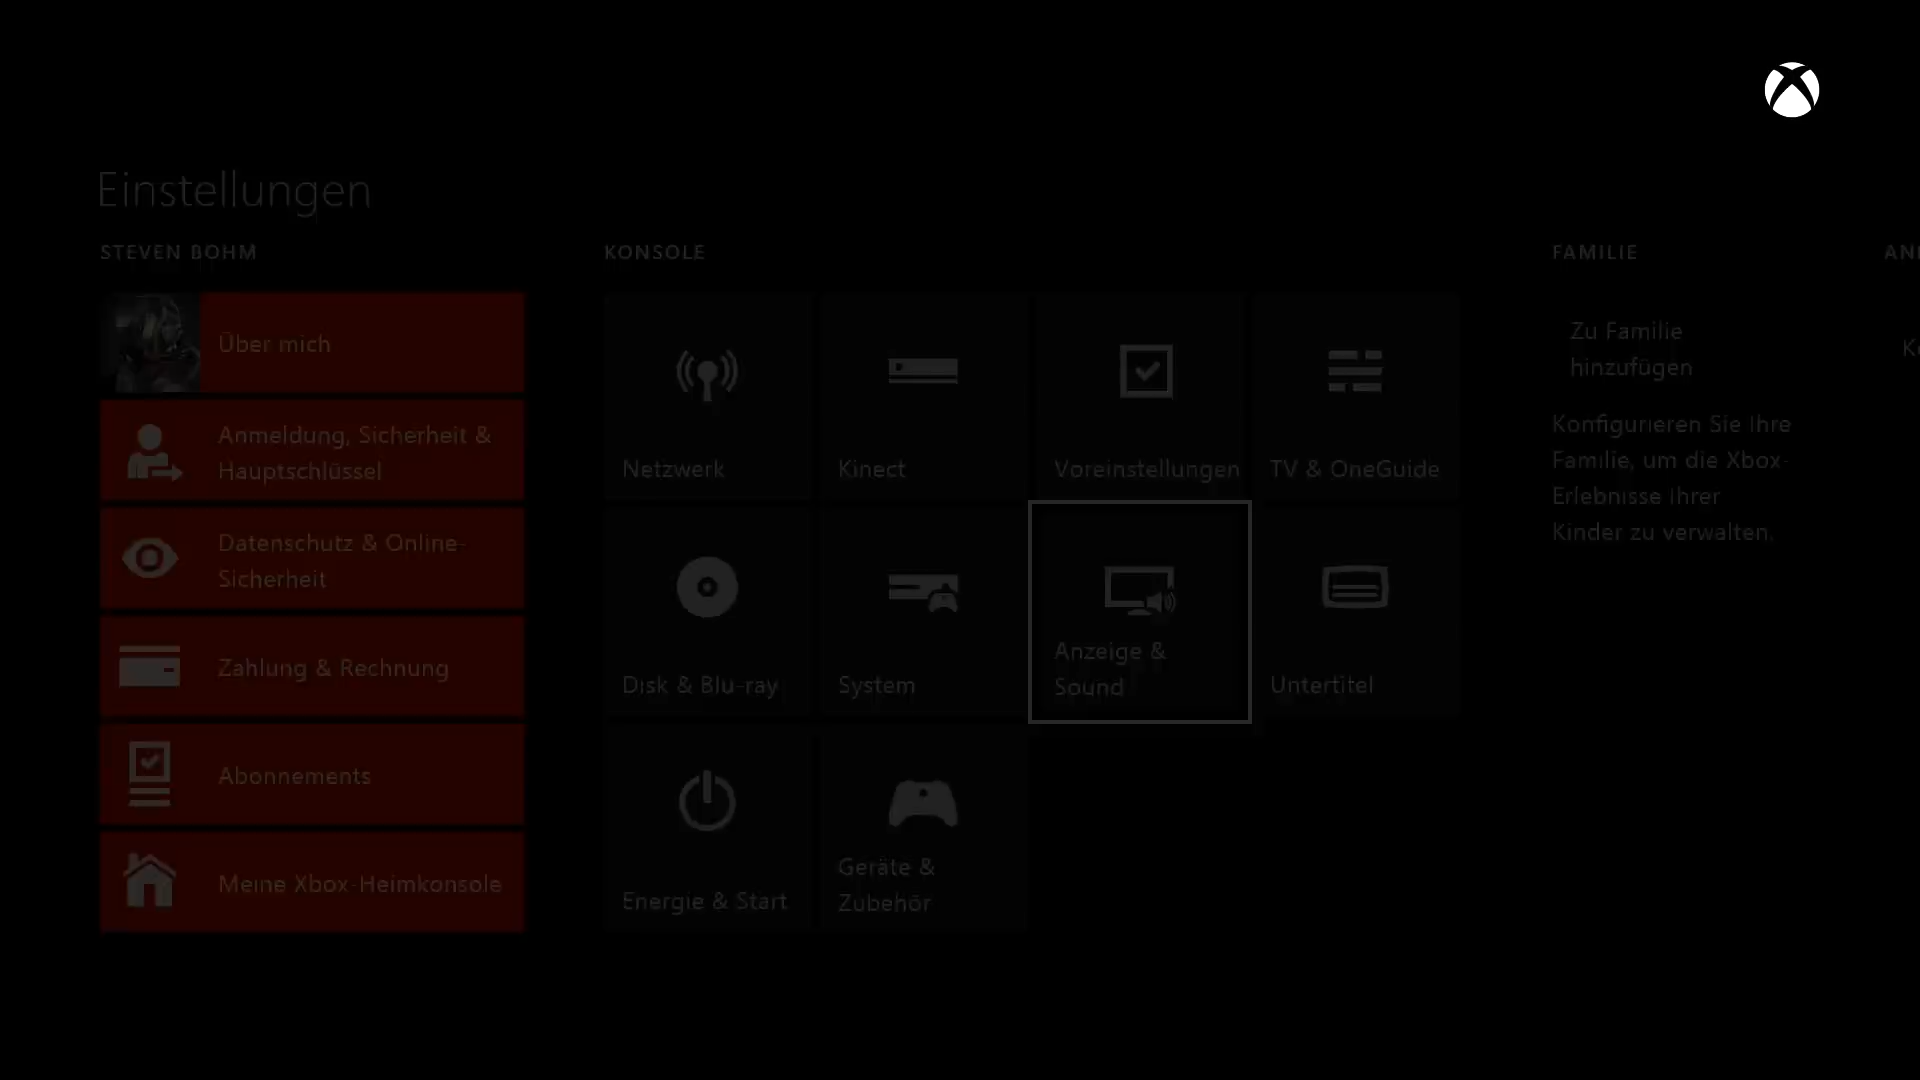 Einstellungen
STEVEN BOHM
Über mich
Anmeldung, Sicherheit &
Hauptschlüssel
Datenschutz & Online-
Sicherheit
Zahlung & Rechnung
Abonnements
Meine Xbox-Heimkonsole
KONSOLE
Netzwerk
Kinect
Voreinstellungen
TV & OneGuide
Disk & Blu-ray
System
Anzeige &
Sound
Untertitel
Energie & Start
Geräte &
Zubehör
FAMILIE
Zu Familie
hinzufügen
Konfigurieren Sie Ihre
Familie, um die Xbox-
Erlebnisse Ihrer
Kinder zu verwalten.